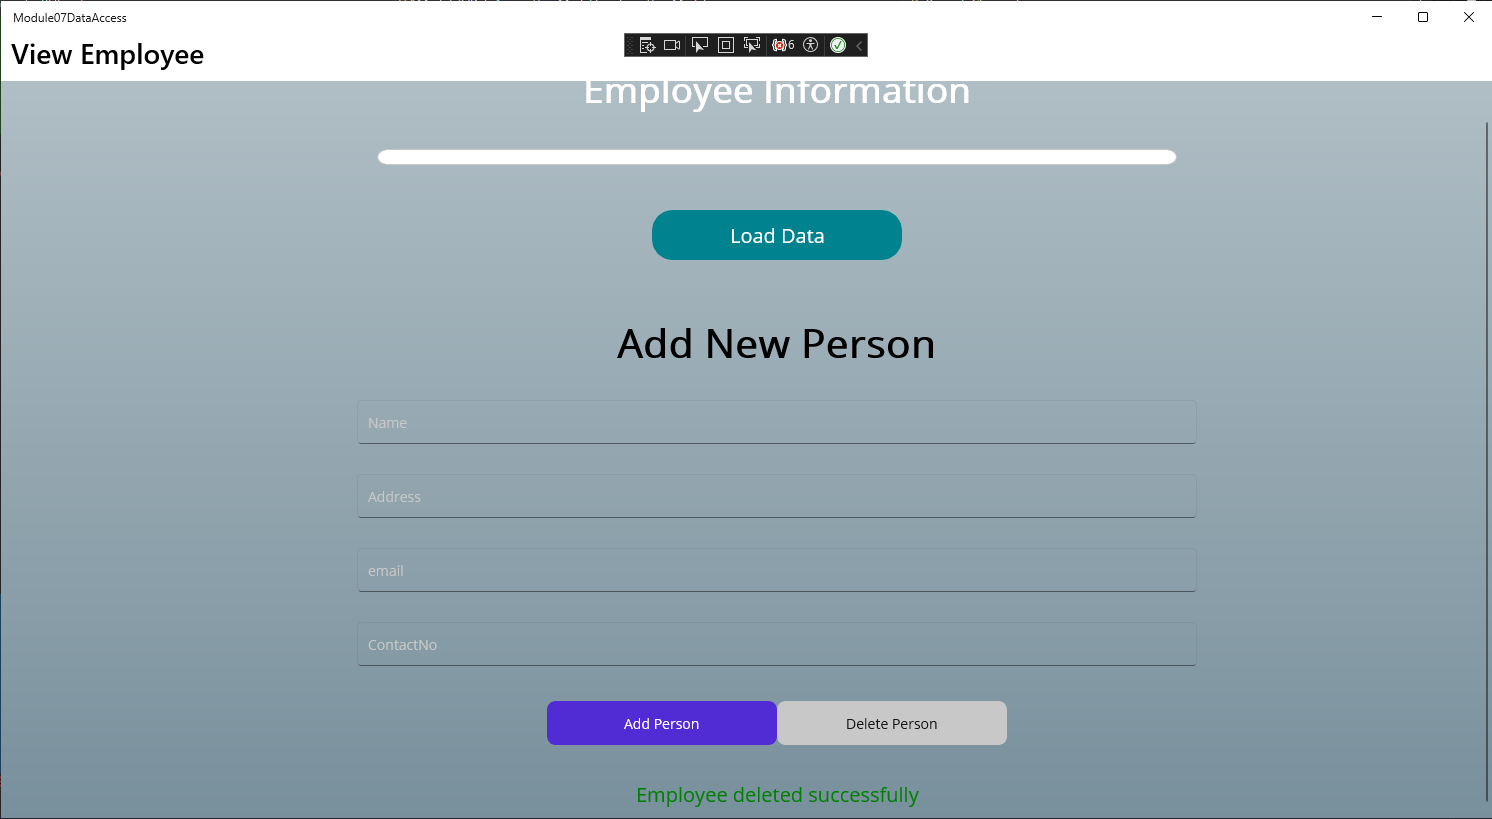 Module07DataAccess
View Employee
6
Employee Information
Load Data
Add New Person
Name
Address
email
ContactNo
Add Person
Delete Person
Employee deleted successfully